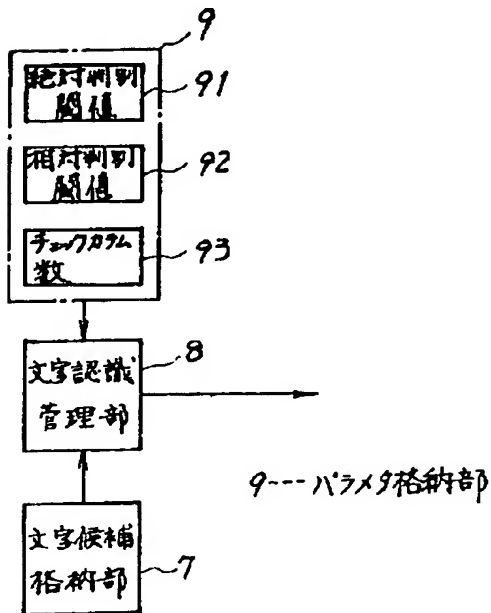 9
絶対判別
閾値
91
相対判別
閾値
92
チェックカラム
数
93
文字認識
管理部
8
9---パラメタ格納部
文字候補
格納部
7